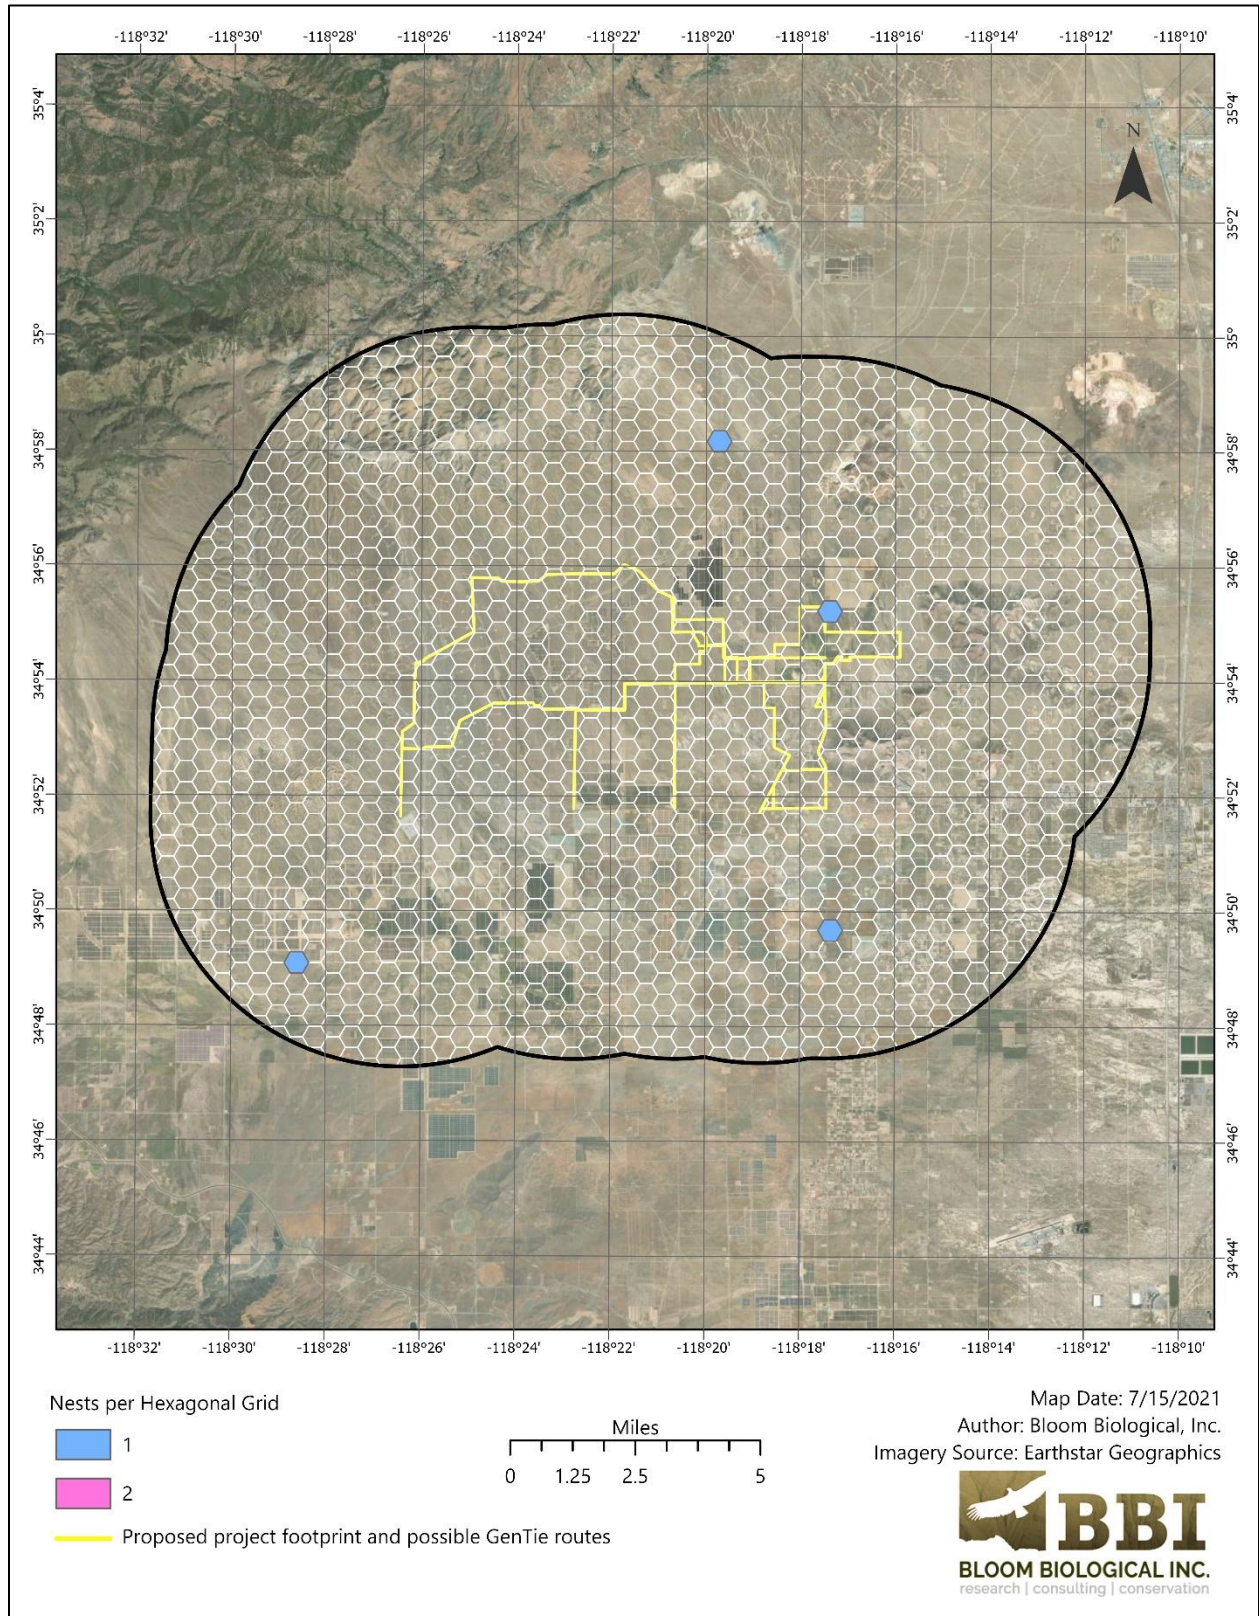 -118°32' -118°30' -118°28' -118°26' -118°24' -118°22' -118°20' -118°18' -118°16' -118°14' -118°12' -118°10'
N
35°4' 35°4'
35°2' 35°2'
35° 35°
34°58' 34°58'
34°56' 34°56'
34°54' 34°54'
34°52' 34°52'
34°50' 34°50'
34°48' 34°48'
34°46' 34°46'
34°44' 34°44'
-118°32' -118°30' -118°28' -118°26' -118°24' -118°22' -118°20' -118°18' -118°16' -118°14' -118°12' -118°10'
Nests per Hexagonal Grid
1
2
Proposed project footprint and possible GenTie routes
Miles
0 1.25 2.5 5
Map Date: 7/15/2021
Author: Bloom Biological, Inc.
Imagery Source: Earthstar Geographics
BBI
BLOOM BIOLOGICAL INC.
research | consulting | conservation